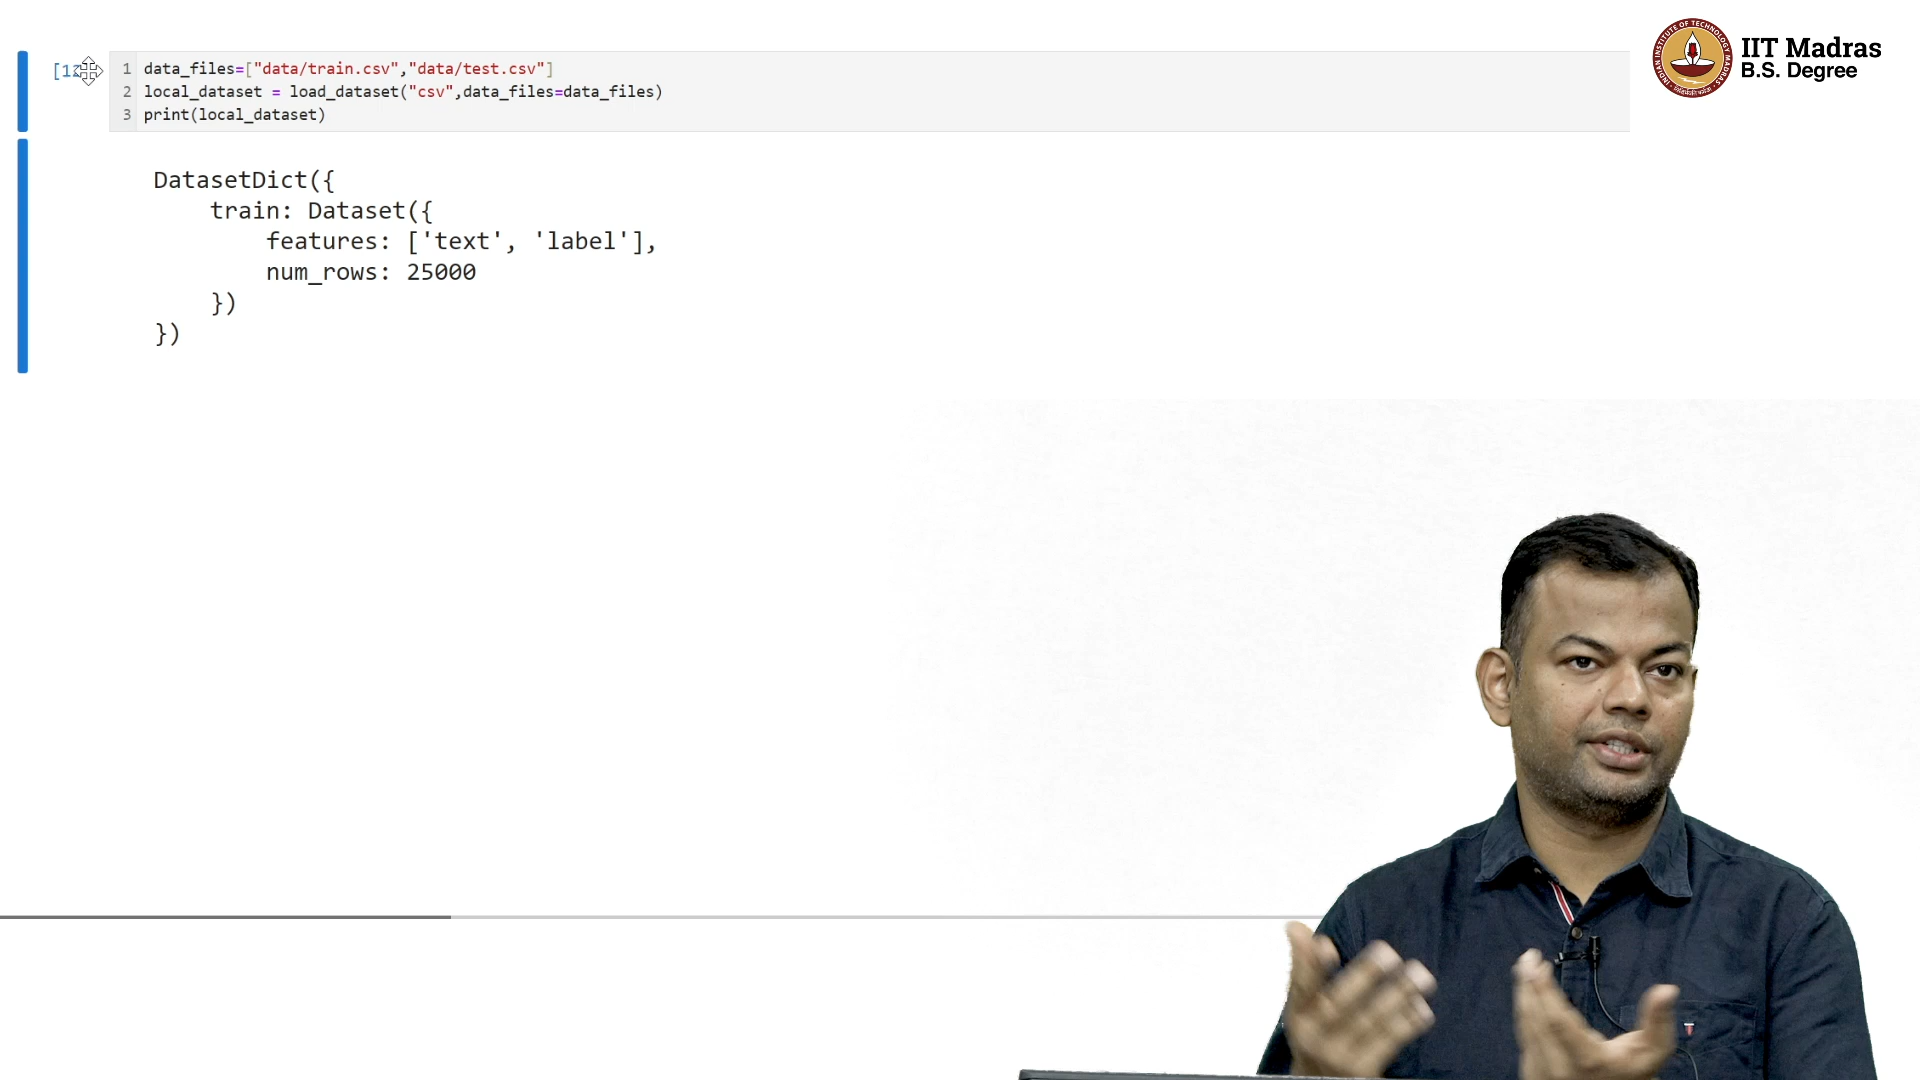 IIT Madras
B.S. Degree
1 data_files=["data/train.csv","data/test.csv"]
2 local_dataset = load_dataset("csv",data_files=data_files)
3 print(local_dataset)
DatasetDict({
    train: Dataset({
        features: ['text', 'label'],
        num_rows: 25000
    })
})